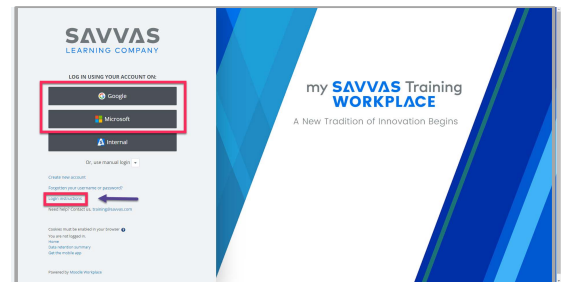 SAVVAS
LEARNING COMPANY
LOG IN USING YOUR ACCOUNT ON:
Google
Microsoft
Internal
Or, use manual login
Create new account
Forgotten your username or password?
Login Instructions
Need help? Contact us: training@savvas.com
Cookies must be enabled in your browser
You are not logged in.
Home
Data retention summary
Get the mobile app
Powered by Moodle Workplace
my SAVVAS Training
WORKPLACE
A New Tradition of Innovation Begins